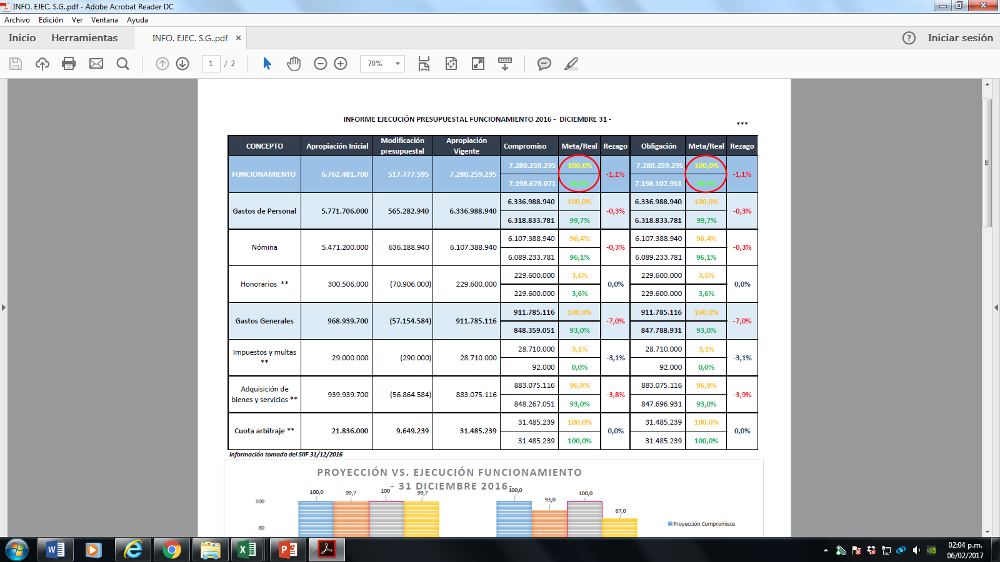 INFO. EJEC. S.G..pdf - Adobe Acrobat Reader DC
Archivo Edición Ver Ventana Ayuda
Inicio Herramientas INFO. EJEC. S.G..pdf × ? Iniciar sesión
1 / 2 70%
INFORME EJECUCIÓN PRESUPUESTAL FUNCIONAMIENTO 2016 - DICIEMBRE 31 -
***
CONCEPTO Apropiación Inicial Modificación presupuestal Apropiación Vigente Compromiso Meta/Real Rezago Obligación Meta/Real Rezago
FUNCIONAMIENTO 6.762.481.700 517.777.595 7.280.259.295 7.280.259.295 100,0% -1,1% 7.280.259.295 100,0% -1,1%
7.198.678.071 98,9% 7.198.107.951 98,9%
Gastos de Personal 5.771.706.000 565.282.940 6.336.988.940 6.336.988.940 100,0% -0,3% 6.336.988.940 100,0% -0,3%
6.318.833.781 99,7% 6.318.833.781 99,7%
Nómina 5.471.200.000 636.188.940 6.107.388.940 6.107.388.940 96,4% -0,3% 6.107.388.940 96,4% -0,3%
6.089.233.781 96,1% 6.089.233.781 96,1%
Honorarios ** 300.506.000 (70.906.000) 229.600.000 229.600.000 3,6% 0,0% 229.600.000 3,6% 0,0%
229.600.000 3,6% 229.600.000 3,6%
Gastos Generales 968.939.700 (57.154.584) 911.785.116 911.785.116 100,0% -7,0% 911.785.116 100,0% -7,0%
848.359.051 93,0% 847.788.931 93,0%
Impuestos y multas ** 29.000.000 (290.000) 28.710.000 28.710.000 3,1% -3,1% 28.710.000 3,1% -3,1%
92.000 0,0% 92.000 0,0%
Adquisición de bienes y servicios ** 939.939.700 (56.864.584) 883.075.116 883.075.116 96,9% -3,8% 883.075.116 96,9% -3,9%
848.267.051 93,0% 847.696.931 93,0%
Cuota arbitraje ** 21.836.000 9.649.239 31.485.239 31.485.239 100,0% 0,0% 31.485.239 100,0% 0,0%
31.485.239 100,0% 31.485.239 100,0%
Información tomada del SIIF 31/12/2016
PROYECCIÓN VS. EJECUCIÓN FUNCIONAMIENTO
- 31 DICIEMBRE 2016-
100,0 99,7 100 99,7 100,0 93,0 100,0 87,0
100
80
Proyección Compromisos
02:04 p.m.
06/02/2017